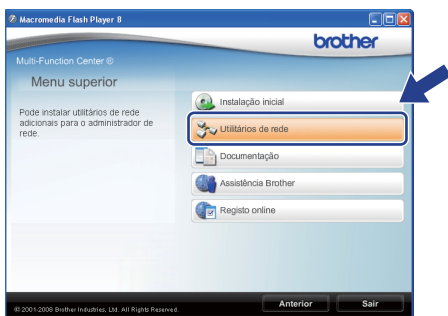 Macromedia Flash Player 8
brother
Multi-Function Center ®
Menu superior
Pode instalar utilitários de rede
adicionais para o administrador de
rede.
Instalação inicial
Utilitários de rede
Documentação
Assistência Brother
Registo online
© 2001-2008 Brother Industries, Ltd. All Rights Reserved.
Anterior
Sair